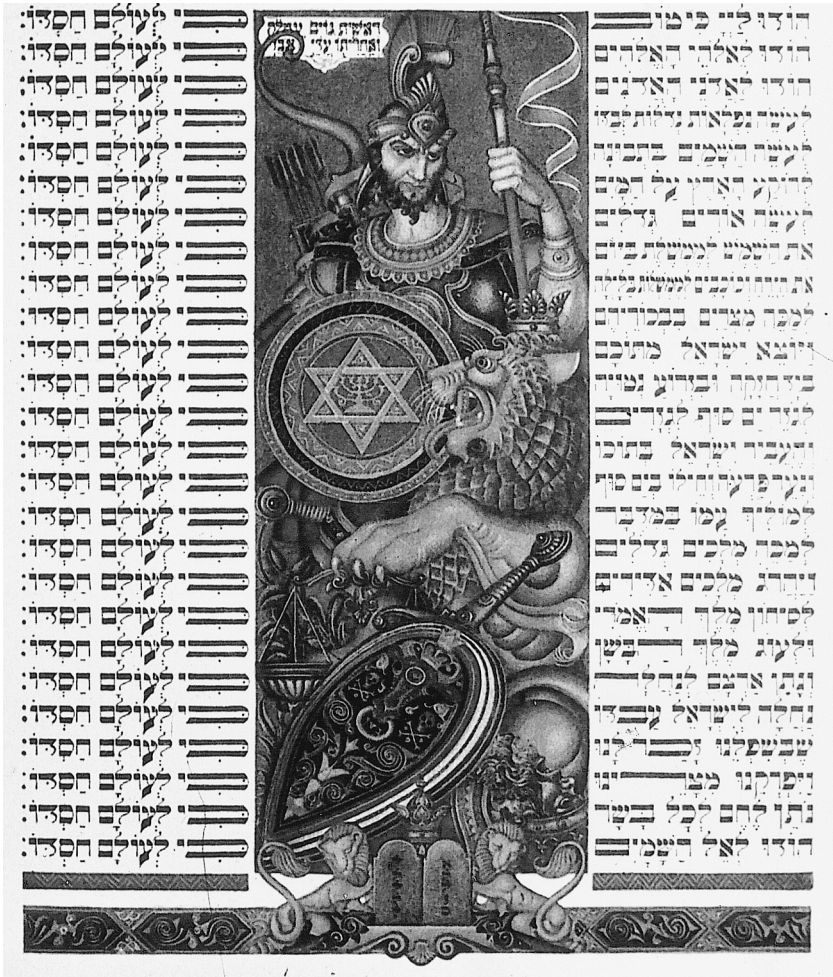 ראשית גוים עמלק
ואחריתו עדי אבד
הודו ליי כי טוב כי לעולם חסדו:
הודו לאלהי האלהים כי לעולם חסדו:
הודו לאדני האדנים כי לעולם חסדו:
לעשה נפלאות גדלות לבדו כי לעולם חסדו:
לעשה השמים בתבונה כי לעולם חסדו:
לרוקע הארץ על המים כי לעולם חסדו:
לעשה אורים גדלים כי לעולם חסדו:
את השמש לממשלת ביום כי לעולם חסדו:
את הירח וכוכבים לממשלות בלילה כי לעולם חסדו:
למכה מצרים בבכוריהם כי לעולם חסדו:
ויוצא ישראל מתוכם כי לעולם חסדו:
ביד חזקה ובזרוע נטויה כי לעולם חסדו:
לגזר ים סוף לגזרים כי לעולם חסדו:
והעביר ישראל בתוכו כי לעולם חסדו:
ונער פרעה וחילו בים סוף כי לעולם חסדו:
למוליך עמו במדבר כי לעולם חסדו:
למכה מלכים גדלים כי לעולם חסדו:
ויהרג מלכים אדירים כי לעולם חסדו:
לסיחון מלך האמרי כי לעולם חסדו:
ולעוג מלך הבשן כי לעולם חסדו:
ונתן ארצם לנחלה כי לעולם חסדו:
נחלה לישראל עבדו כי לעולם חסדו:
שבשפלנו זכר לנו כי לעולם חסדו:
ויפרקנו מצרינו כי לעולם חסדו:
נתן לחם לכל בשר כי לעולם חסדו:
הודו לאל השמים כי לעולם חסדו: